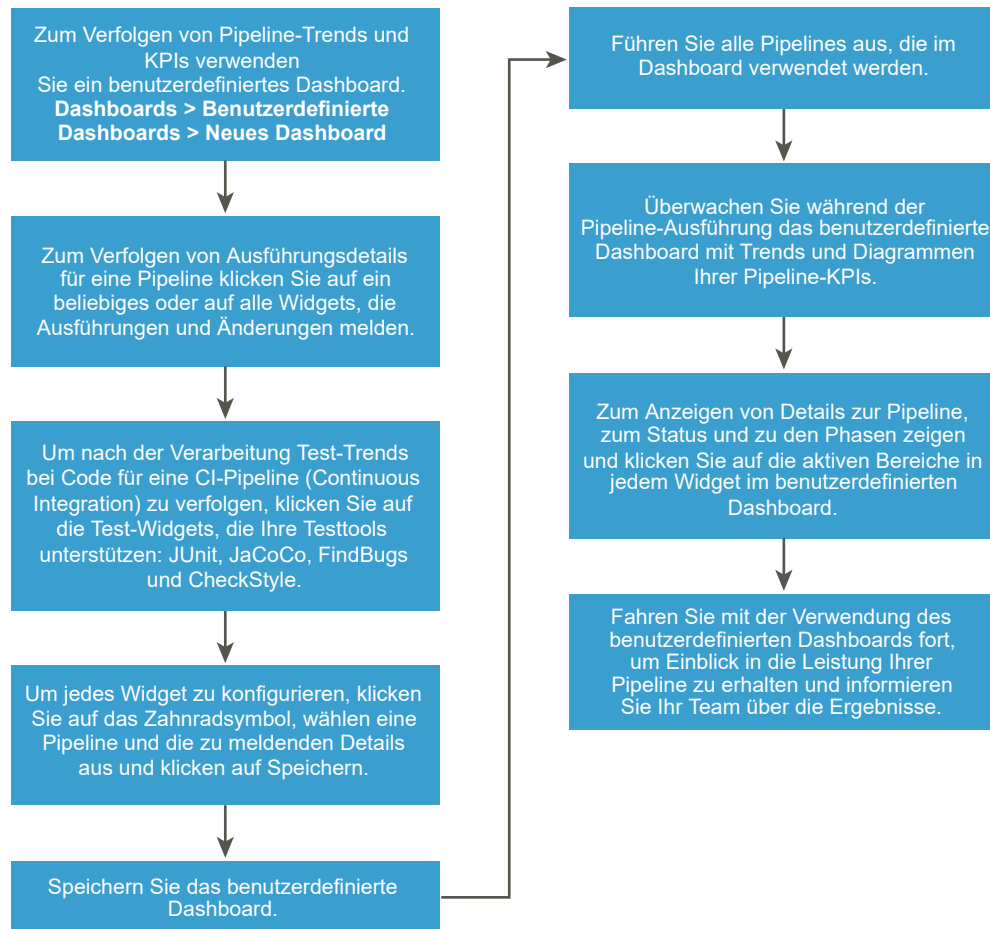 Zum Verfolgen von Pipeline-Trends und
KPIs verwenden
Sie ein benutzerdefiniertes Dashboard.
Dashboards > Benutzerdefinierte
Dashboards > Neues Dashboard
Zum Verfolgen von Ausführungsdetails
für eine Pipeline klicken Sie auf ein
beliebiges oder auf alle Widgets, die
Ausführungen und Änderungen melden.
Um nach der Verarbeitung Test-Trends
bei Code für eine CI-Pipeline (Continuous
Integration) zu verfolgen, klicken Sie auf
die Test-Widgets, die Ihre Testtools
unterstützen: JUnit, JaCoCo, FindBugs
und CheckStyle.
Um jedes Widget zu konfigurieren, klicken
Sie auf das Zahnradsymbol, wählen eine
Pipeline und die zu meldenden Details
aus und klicken auf Speichern.
Speichern Sie das benutzerdefinierte
Dashboard.
Führen Sie alle Pipelines aus, die im
Dashboard verwendet werden.
Überwachen Sie während der
Pipeline-Ausführung das benutzerdefinierte
Dashboard mit Trends und Diagrammen
Ihrer Pipeline-KPIs.
Zum Anzeigen von Details zur Pipeline,
zum Status und zu den Phasen zeigen
und klicken Sie auf die aktiven Bereiche in
jedem Widget im benutzerdefinierten
Dashboard.
Fahren Sie mit der Verwendung des
benutzerdefinierten Dashboards fort,
um Einblick in die Leistung Ihrer
Pipeline zu erhalten und informieren
Sie Ihr Team über die Ergebnisse.